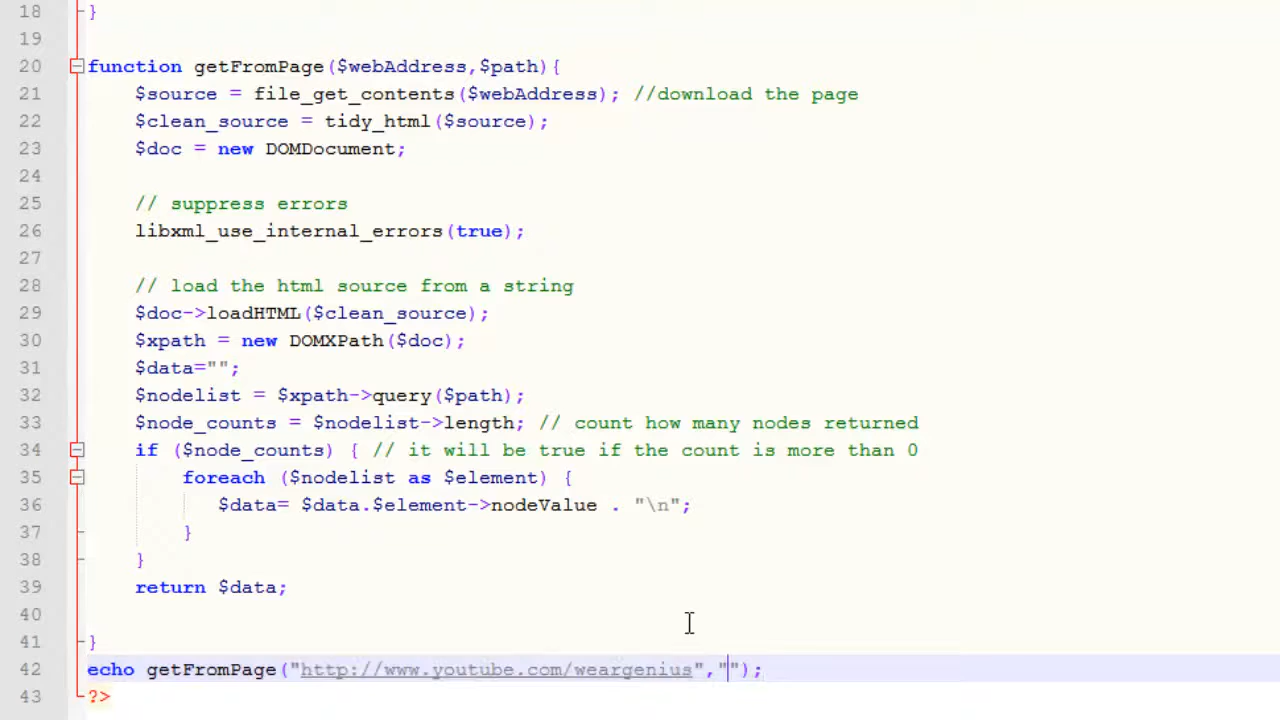 18 }
19
20 function getFromPage($webAddress,$path){
21 $source = file_get_contents($webAddress); //download the page
22 $clean_source = tidy_html($source);
23 $doc = new DOMDocument;
24
25 // suppress errors
26 libxml_use_internal_errors(true);
27
28 // load the html source from a string
29 $doc->loadHTML($clean_source);
30 $xpath = new DOMXPath($doc);
31 $data="";
32 $nodelist = $xpath->query($path);
33 $node_counts = $nodelist->length; // count how many nodes returned
34 if ($node_counts) { // it will be true if the count is more than 0
35 foreach ($nodelist as $element) {
36 $data= $data.$element->nodeValue . "\n";
37 }
38 }
39 return $data;
40
41 }
42 echo getFromPage("http://www.youtube.com/weargenius","");
43 ?>